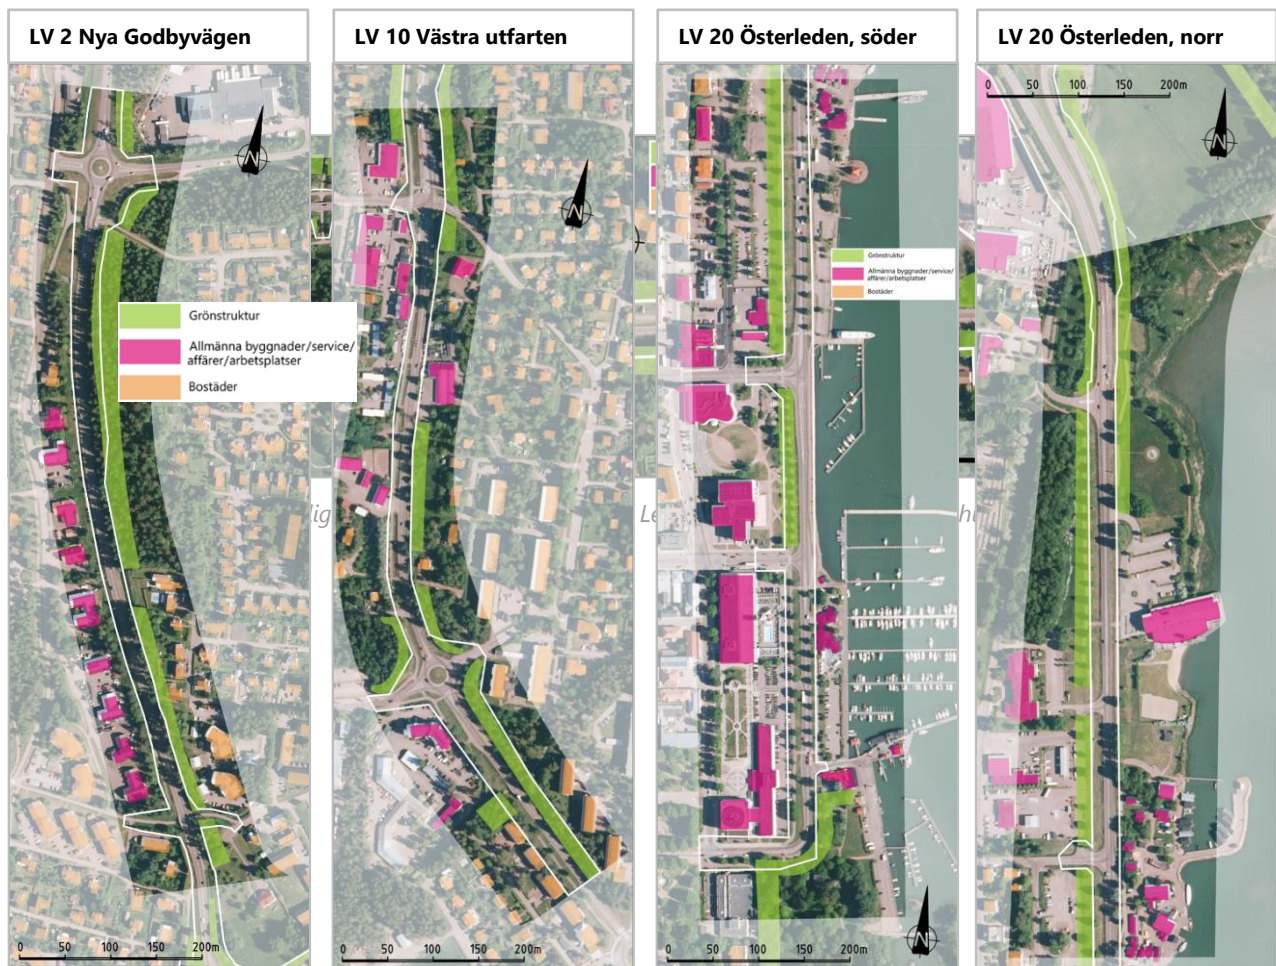 LV 2 Nya Godbyvägen
LV 10 Västra utfarten
LV 20 Österleden, söder
LV 20 Österleden, norr
0 50 100 150 200m
N
N
N
Grönstruktur
Allmänna byggnader/service/
affärer/arbetsplatser
Bostäder
Grönstruktur
Allmänna byggnader/service/
affärer/arbetsplatser
Bostäder
lig
Le
h
0 50 100 150 200m
0 50 100 150 200m
0 50 100 150 200m
N